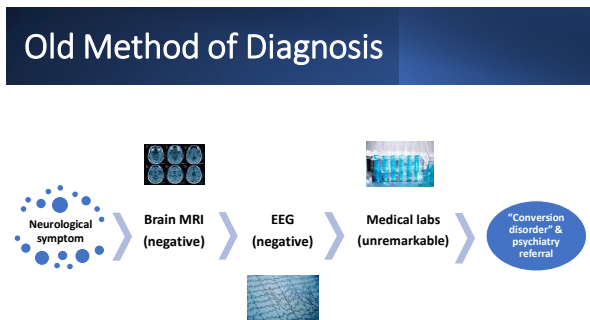 Old Method of Diagnosis
Neurological
symptom
Brain MRI
(negative)
EEG
(negative)
Medical labs
(unremarkable)
“Conversion
disorder” &
psychiatry
referral